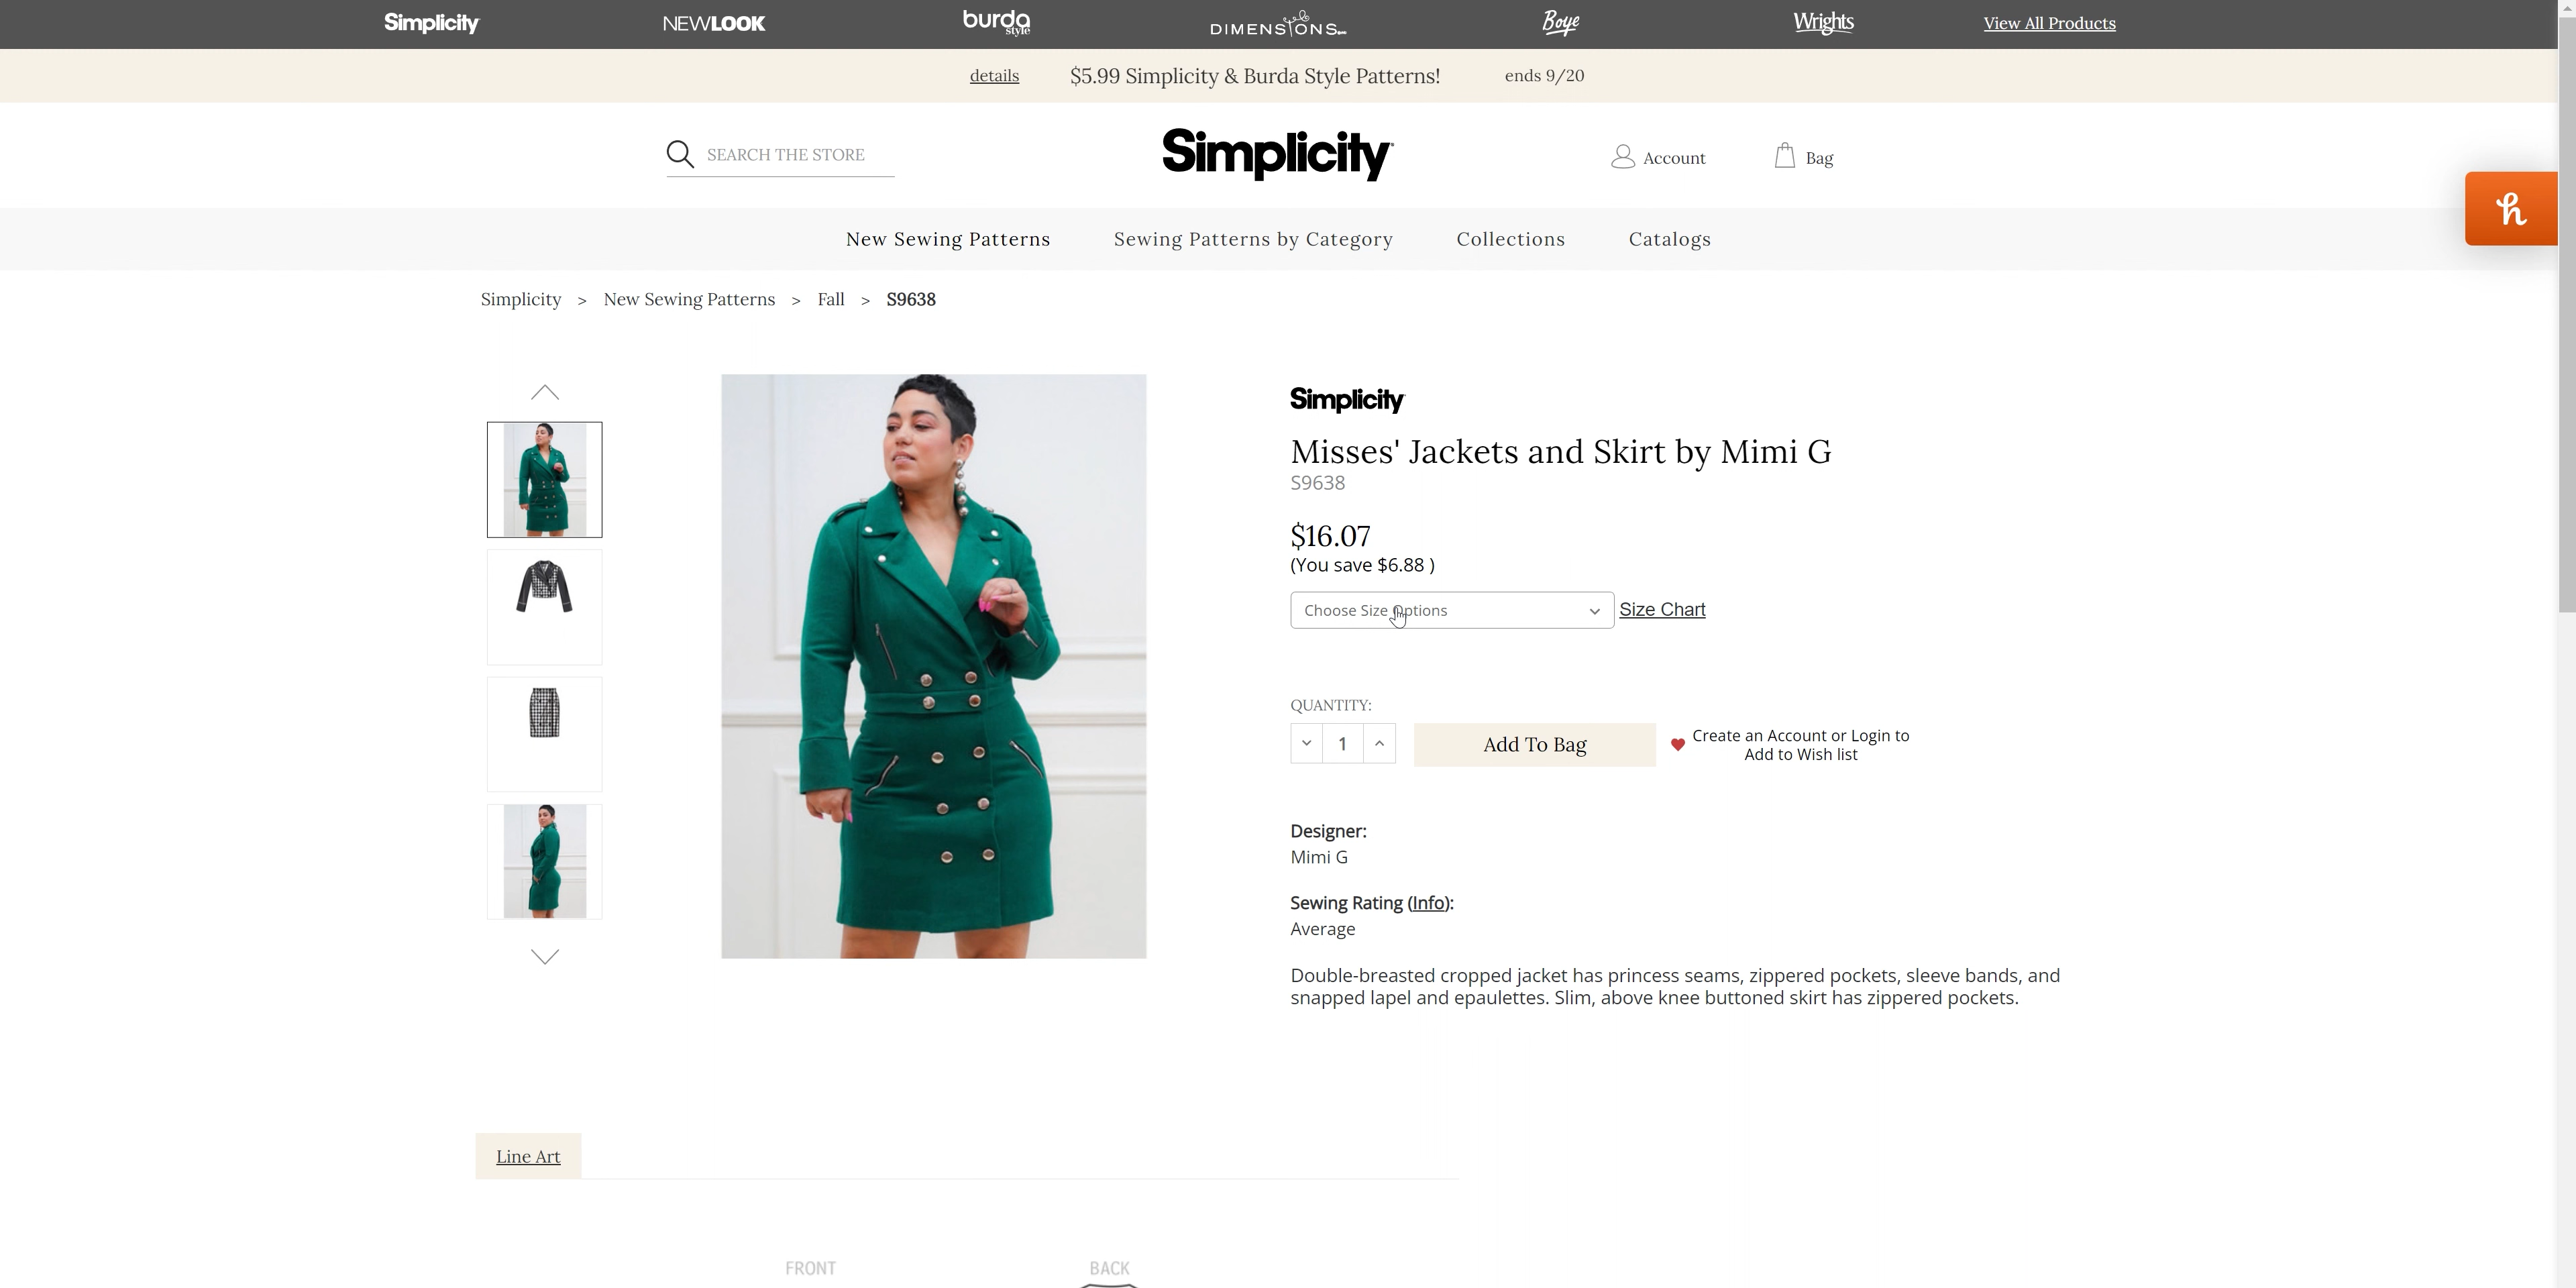 Simplicity
NEWLOOK
burda style
DIMENSIONS
Boye
Wrights
View All Products
details
$5.99 Simplicity & Burda Style Patterns!
ends 9/20
SEARCH THE STORE
Simplicity
Account
Bag
New Sewing Patterns
Sewing Patterns by Category
Collections
Catalogs
h
Simplicity > New Sewing Patterns > Fall > S9638
Simplicity
Misses' Jackets and Skirt by Mimi G
S9638
$16.07
(You save $6.88 )
Choose Size Options
Size Chart
QUANTITY:
1
Add To Bag
Create an Account or Login to
Add to Wish list
Designer:
Mimi G
Sewing Rating (Info):
Average
Double-breasted cropped jacket has princess seams, zippered pockets, sleeve bands, and
snapped lapel and epaulettes. Slim, above knee buttoned skirt has zippered pockets.
Line Art
FRONT
BACK